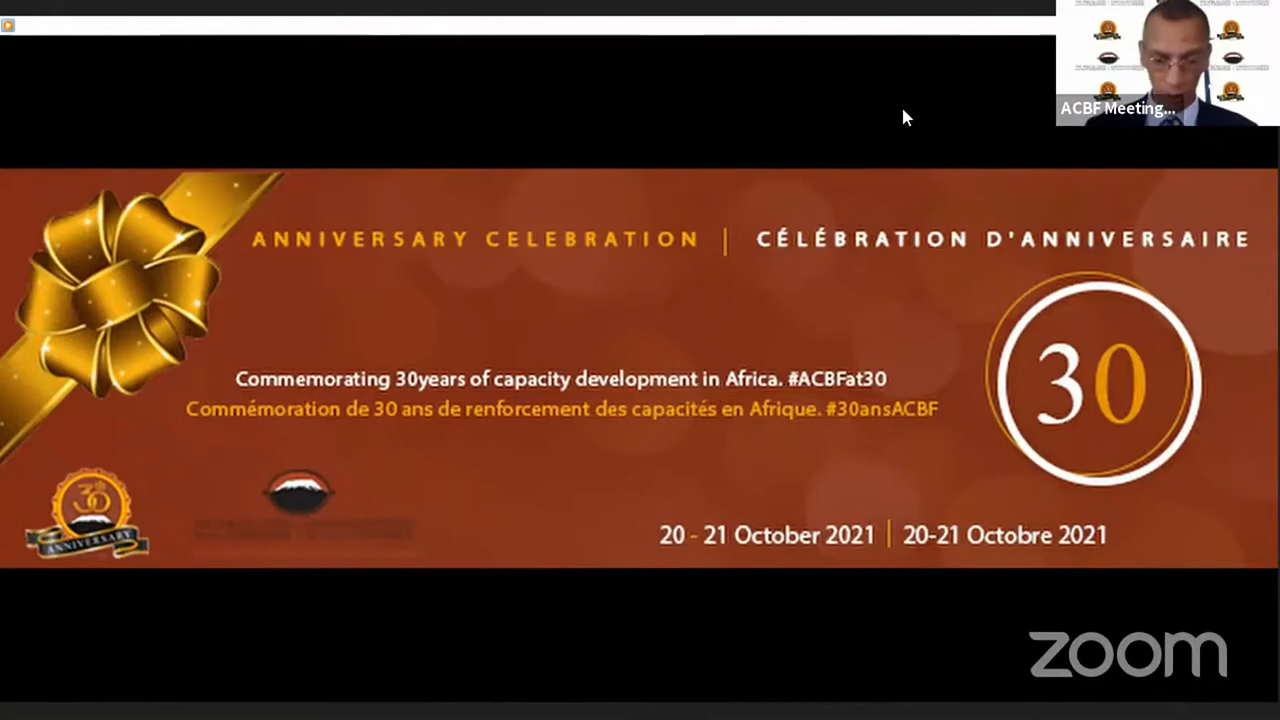 ACBF Meeting...
ANNIVERSARY CELEBRATION | CÉLÉBRATION D'ANNIVERSAIRE
30
Commemorating 30years of capacity development in Africa. #ACBFat30
Commémoration de 30 ans de renforcement des capacités en Afrique. #30ansACBF
30th
ANNIVERSARY
20 - 21 October 2021 | 20-21 Octobre 2021
zoom